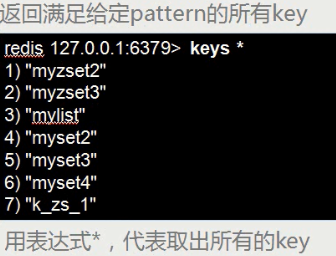 返回满足给定pattern的所有key
redis 127.0.0.1:6379> keys *
1) "myzset2"
2) "myzset3"
3) "mylist"
4) "myset2"
5) "myset3"
6) "myset4"
7) "k_zs_1"
用表达式*，代表取出所有的key